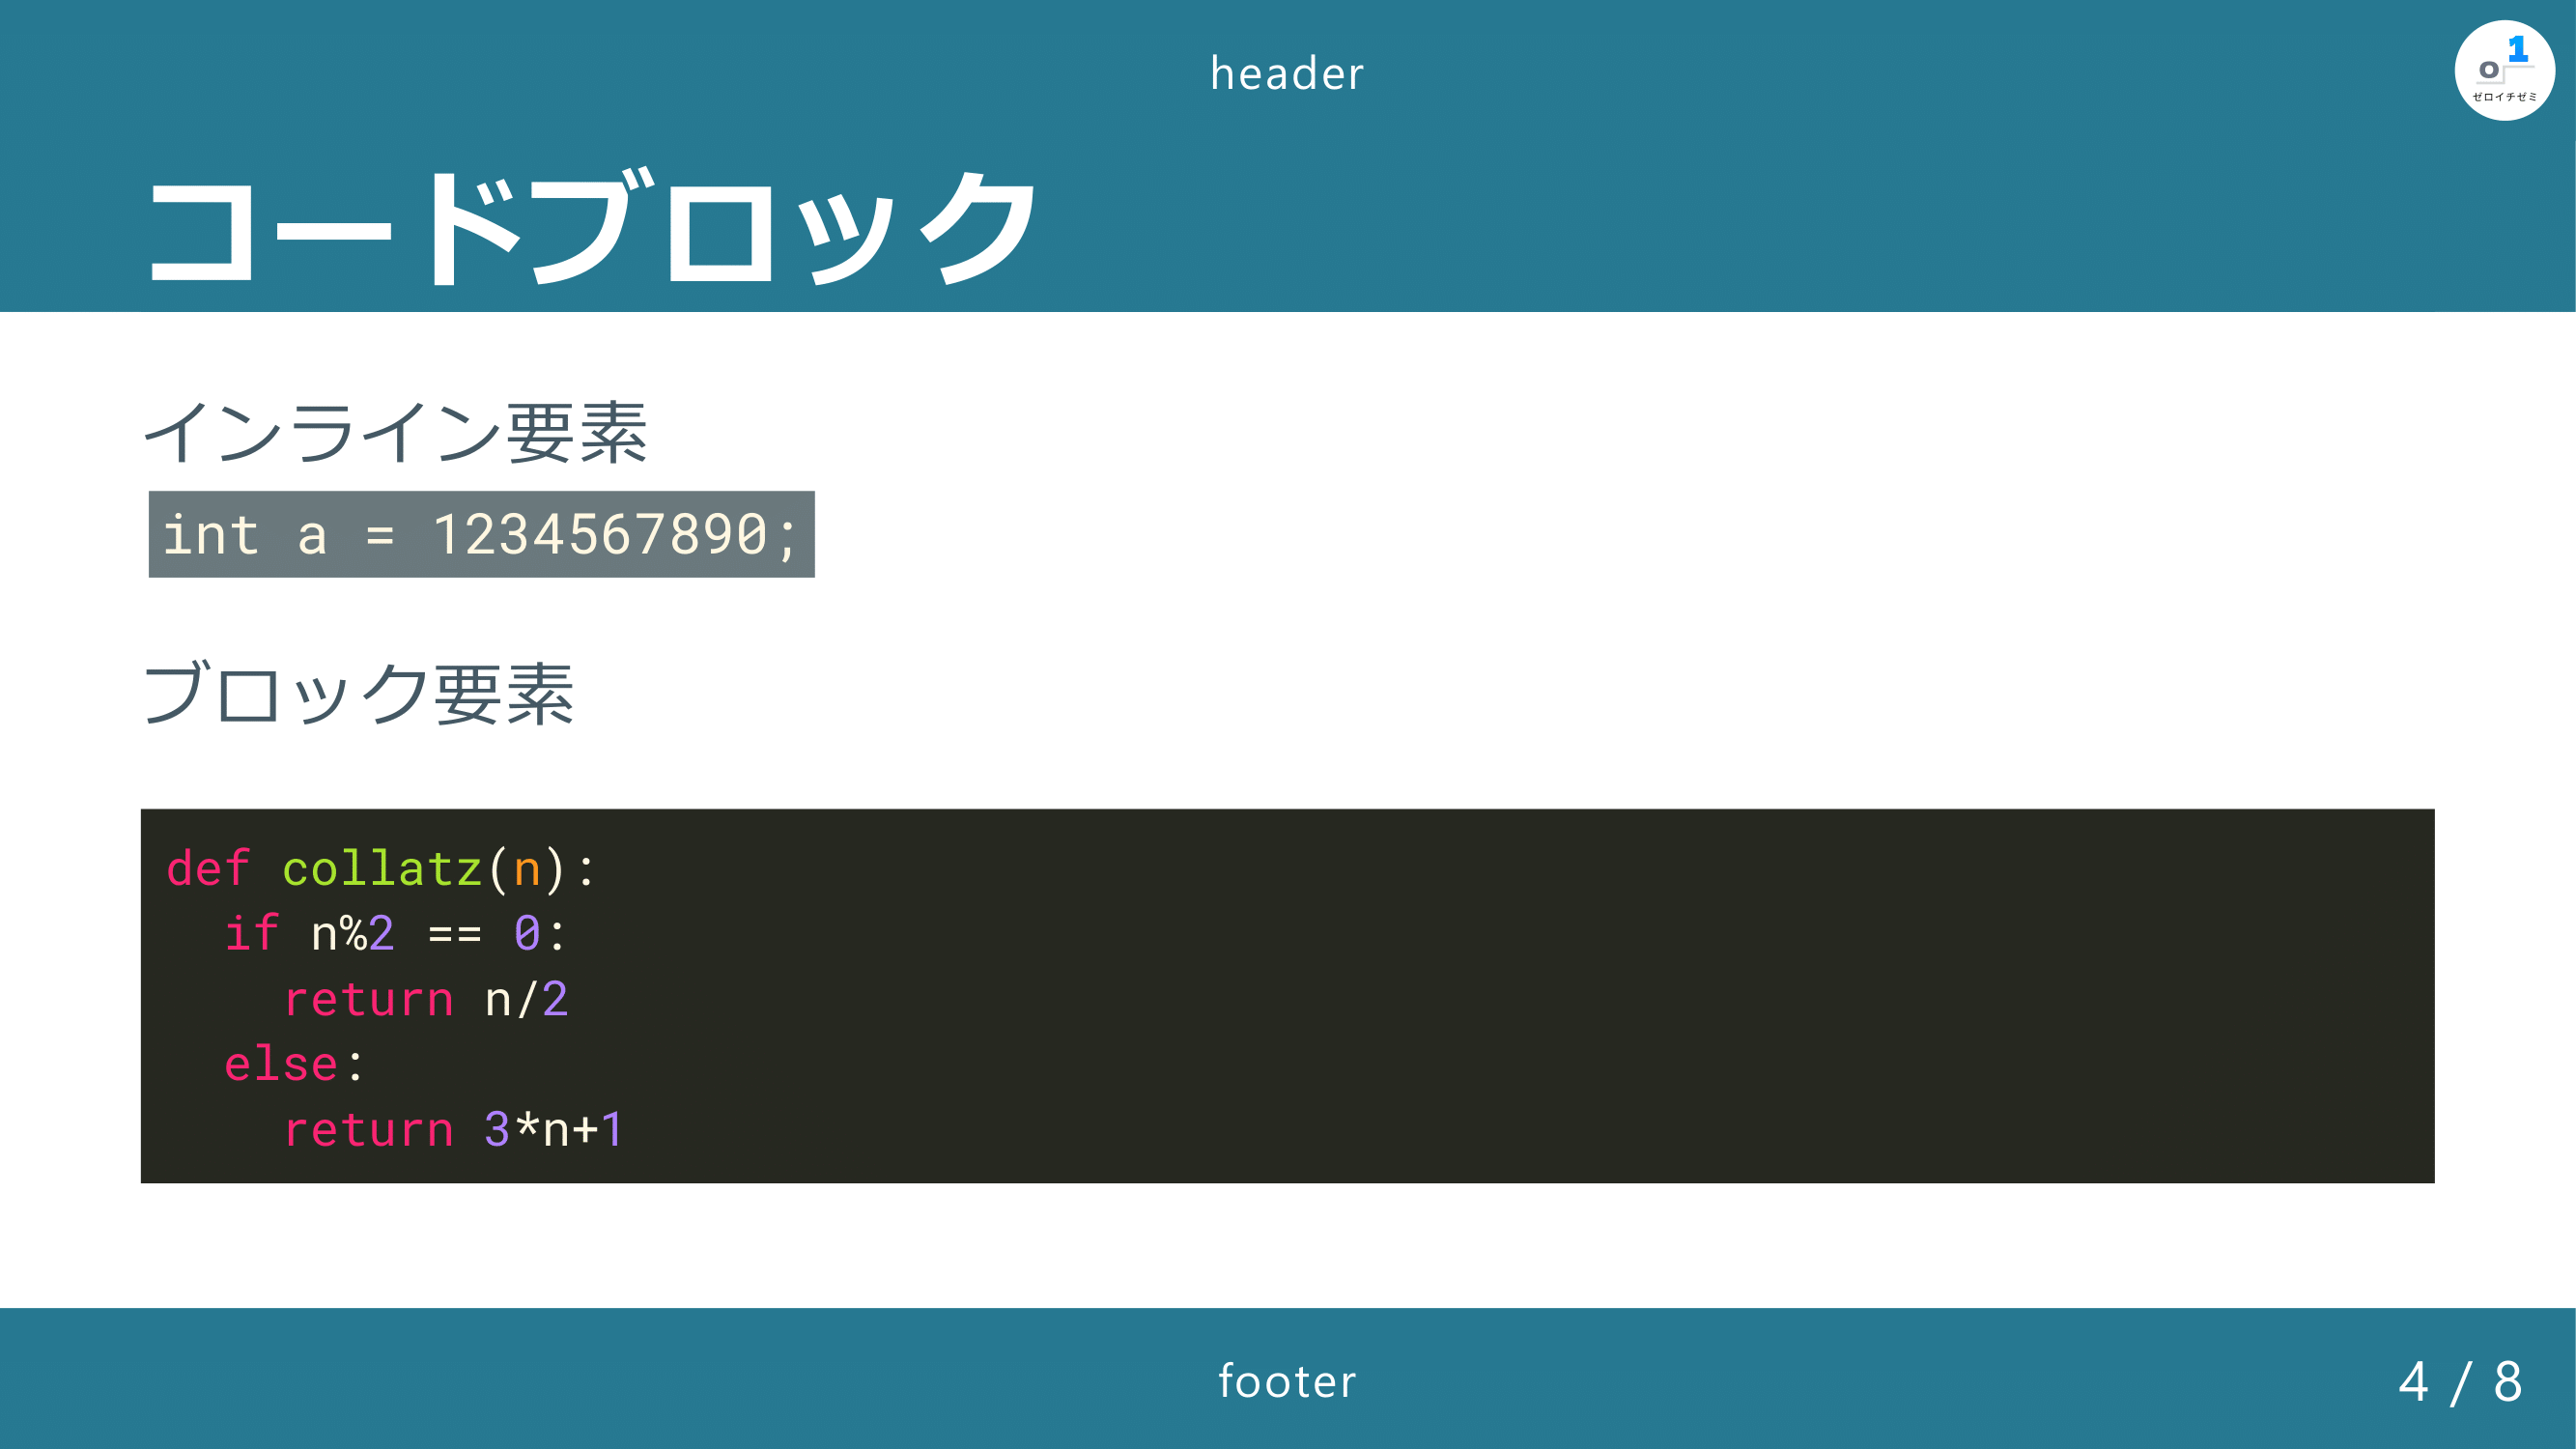 header
o 1
ゼロイチゼミ
コードブロック
インライン要素
int a = 1234567890;
ブロック要素
def collatz(n):
  if n%2 == 0:
    return n/2
  else:
    return 3*n+1
footer
4 / 8